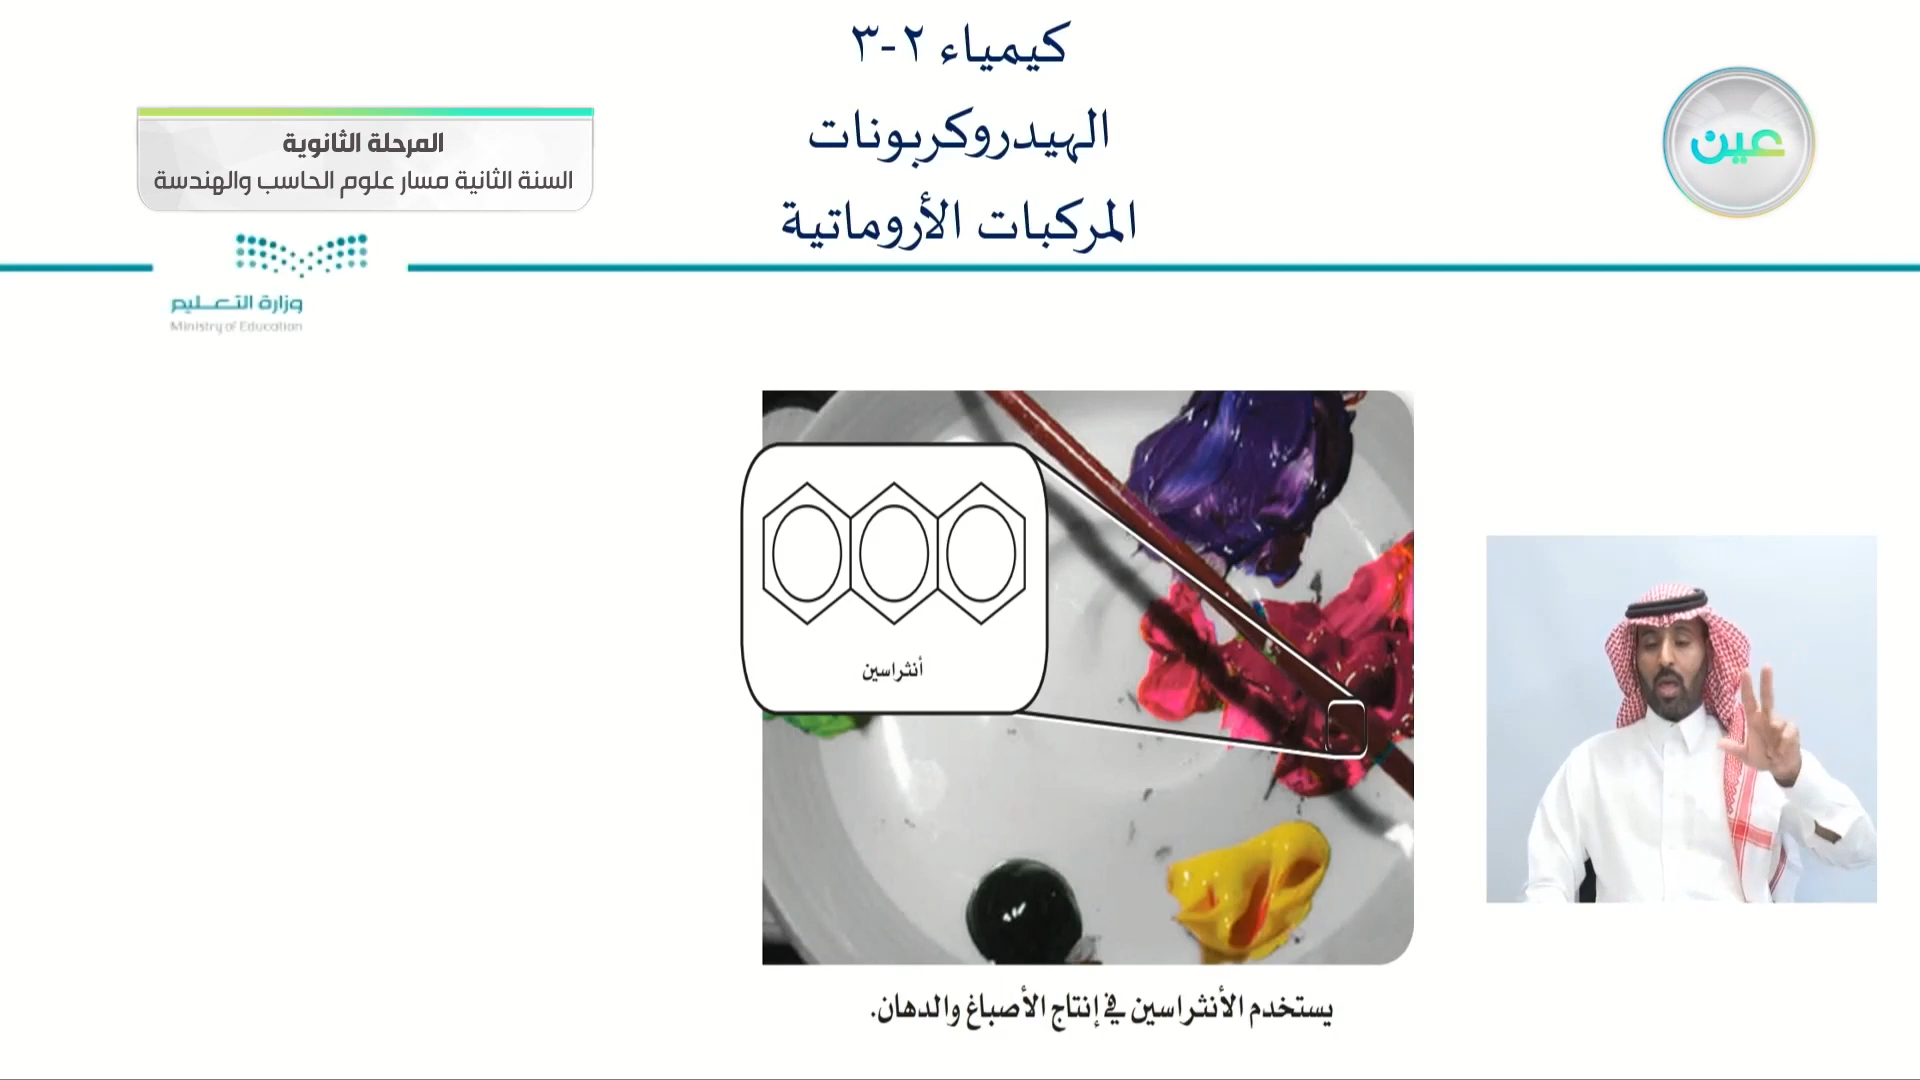 كيمياء ٢-٣
الهيدروكربونات
المركبات الأروماتية
عين
المرحلة الثانوية
السنة الثانية مسار علوم الحاسب والهندسة
وزارة التعليم
Ministry of Education
أنثراسين
يستخدم الأنثراسين في إنتاج الأصباغ والدهان.